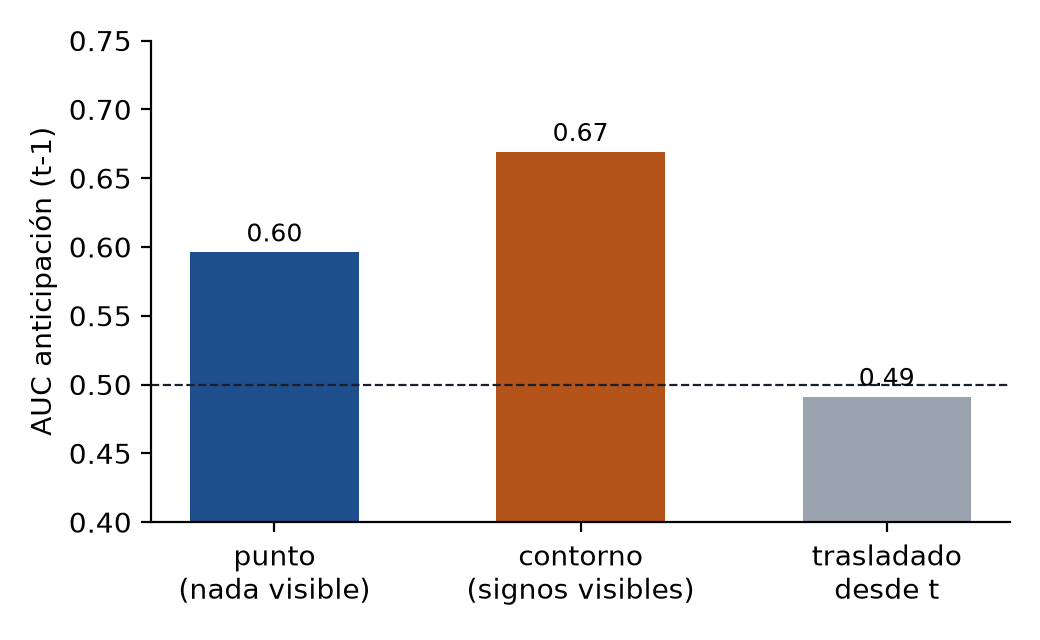 AUC anticipación (t-1)
0.75
0.70
0.65
0.60
0.55
0.50
0.45
0.40
0.60
0.67
0.49
punto
(nada visible)
contorno
(signos visibles)
trasladado
desde t